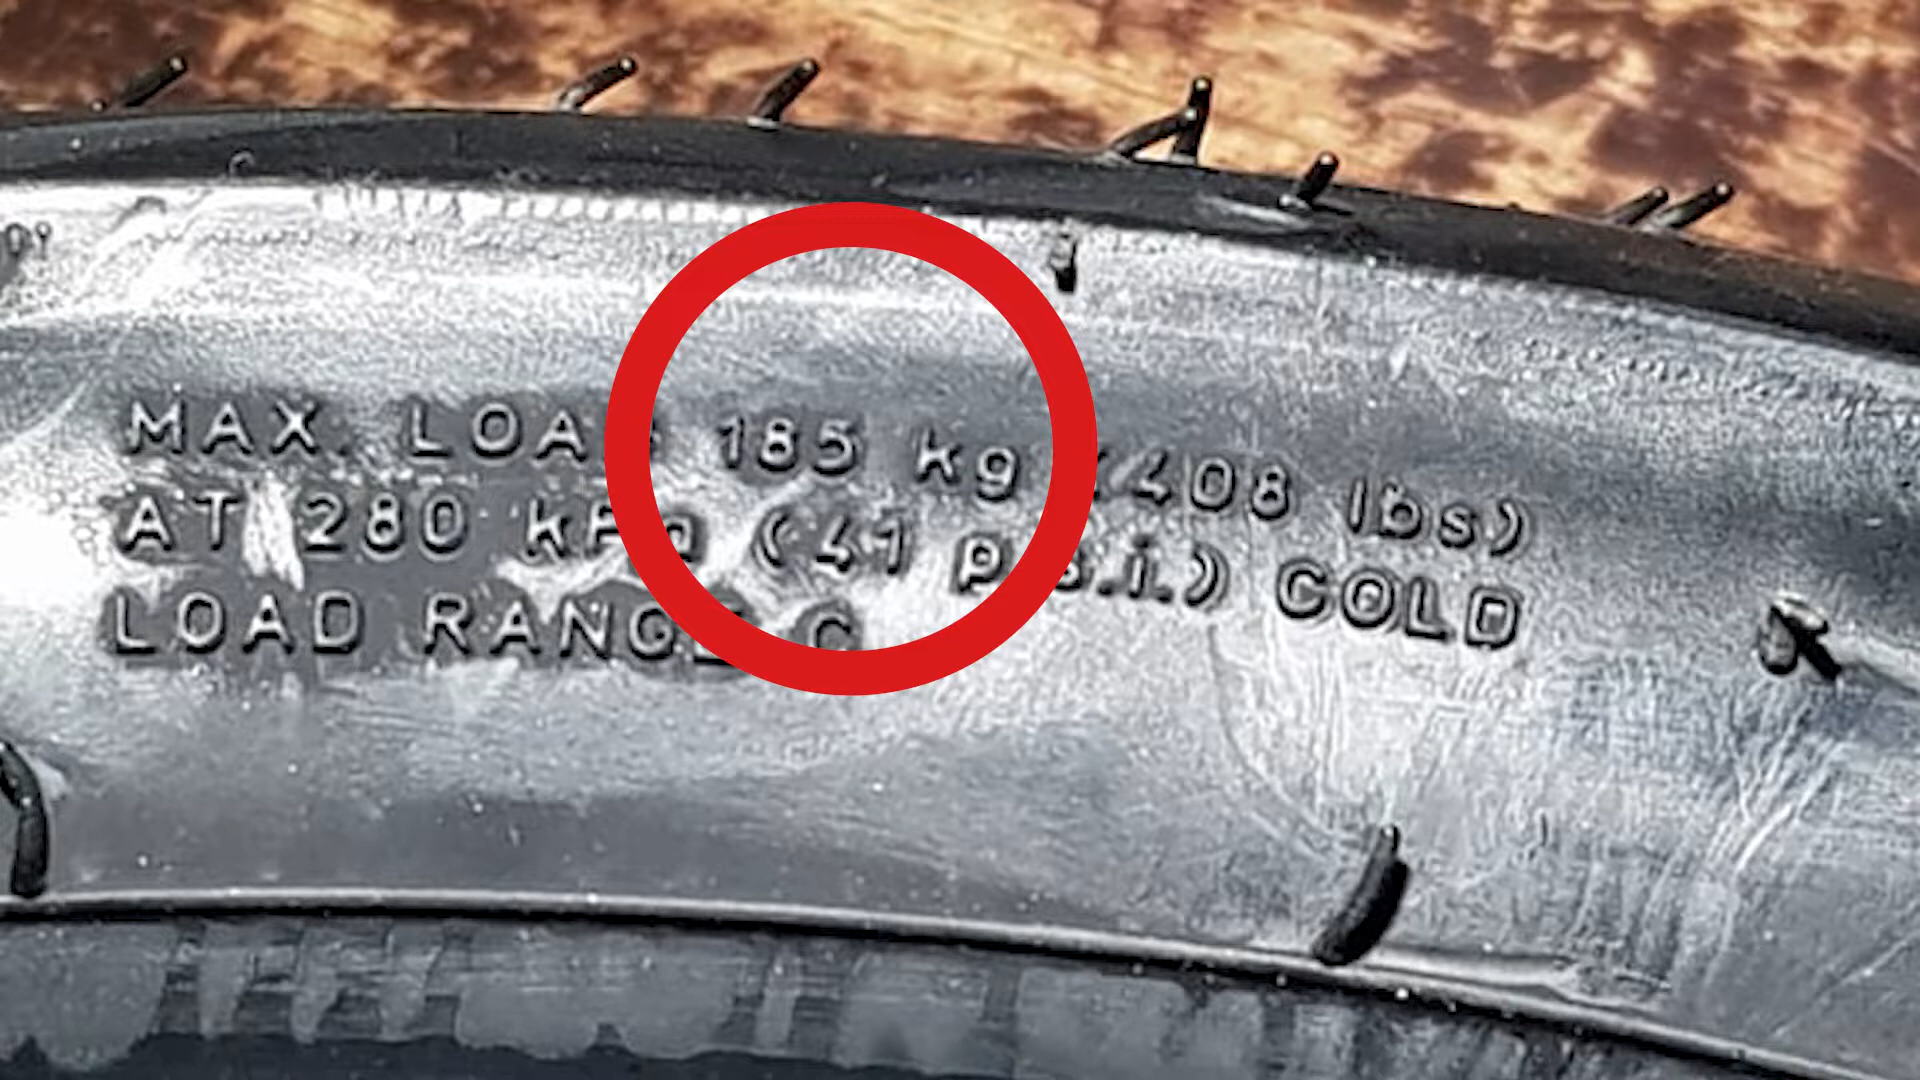 MAX. LOAD 185 kg (408 lbs)
AT 280 kPa (41 p.s.i.) COLD
LOAD RANGE C